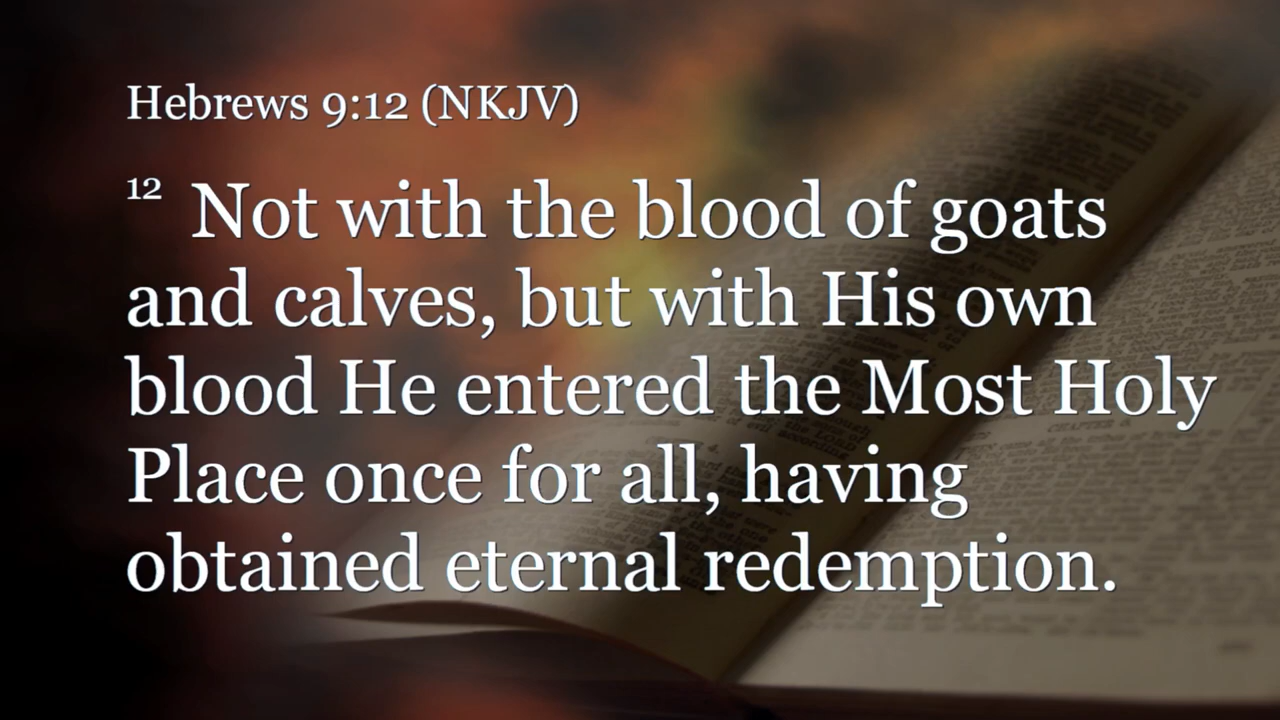 Hebrews 9:12 (NKJV)
12 Not with the blood of goats
and calves, but with His own
blood He entered the Most Holy
Place once for all, having
obtained eternal redemption.